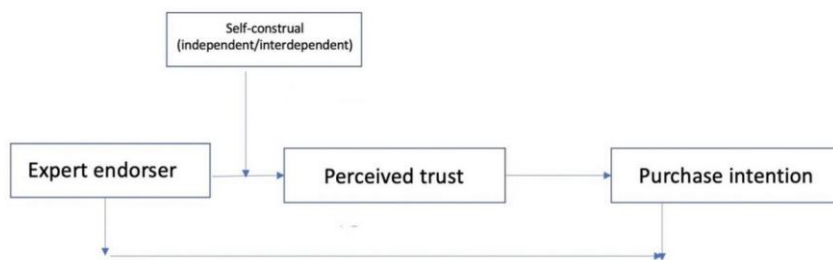 Self-construal
(independent/interdependent)
Expert endorser
Perceived trust
Purchase intention